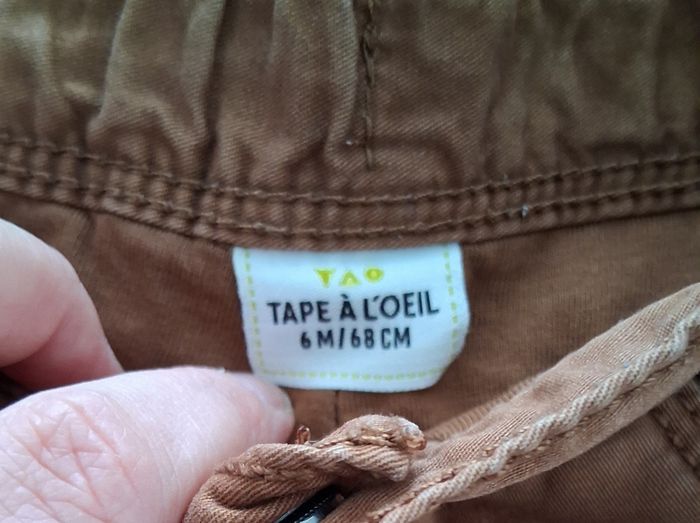 TAO
TAPE À L'OEIL
6M/68CM